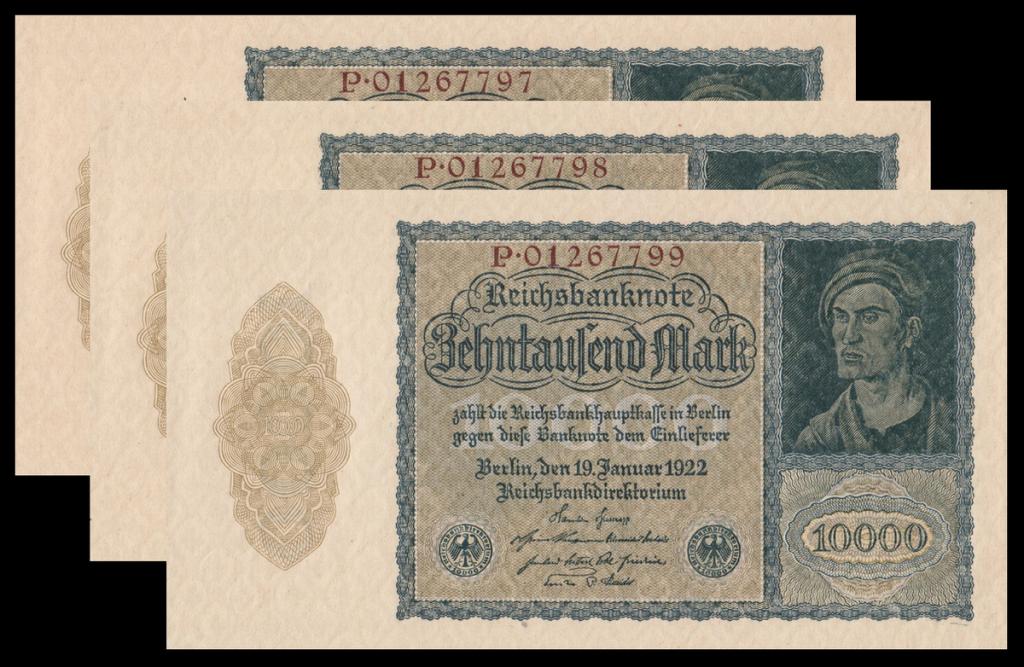 P·01267797
P·01267798
P·01267799
Reichsbanknote
Zehntausend Mark
zahlt die Reichsbankhauptkasse in Berlin
gegen diese Banknote dem Einlieferer
Berlin, den 19. Januar 1922
Reichsbankdirektorium
10000